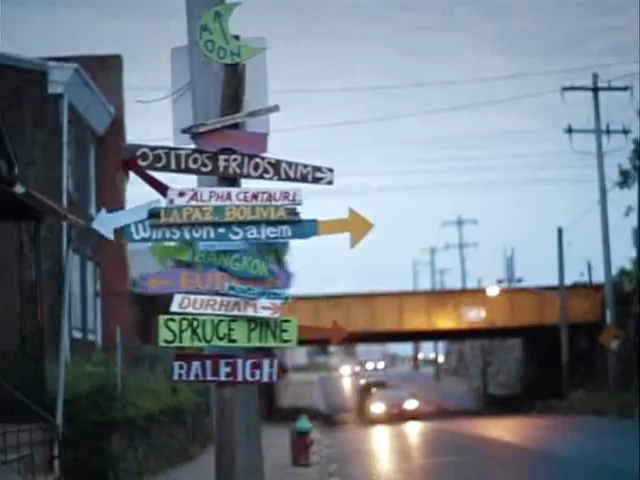 MOON
OJITOS FRIOS, NM
ALPHA CENTAURI
LAPAZ, BOLIVIA
Winston-Salem
BANGKOK
DURHAM
SPRUCE PINE
RALEIGH